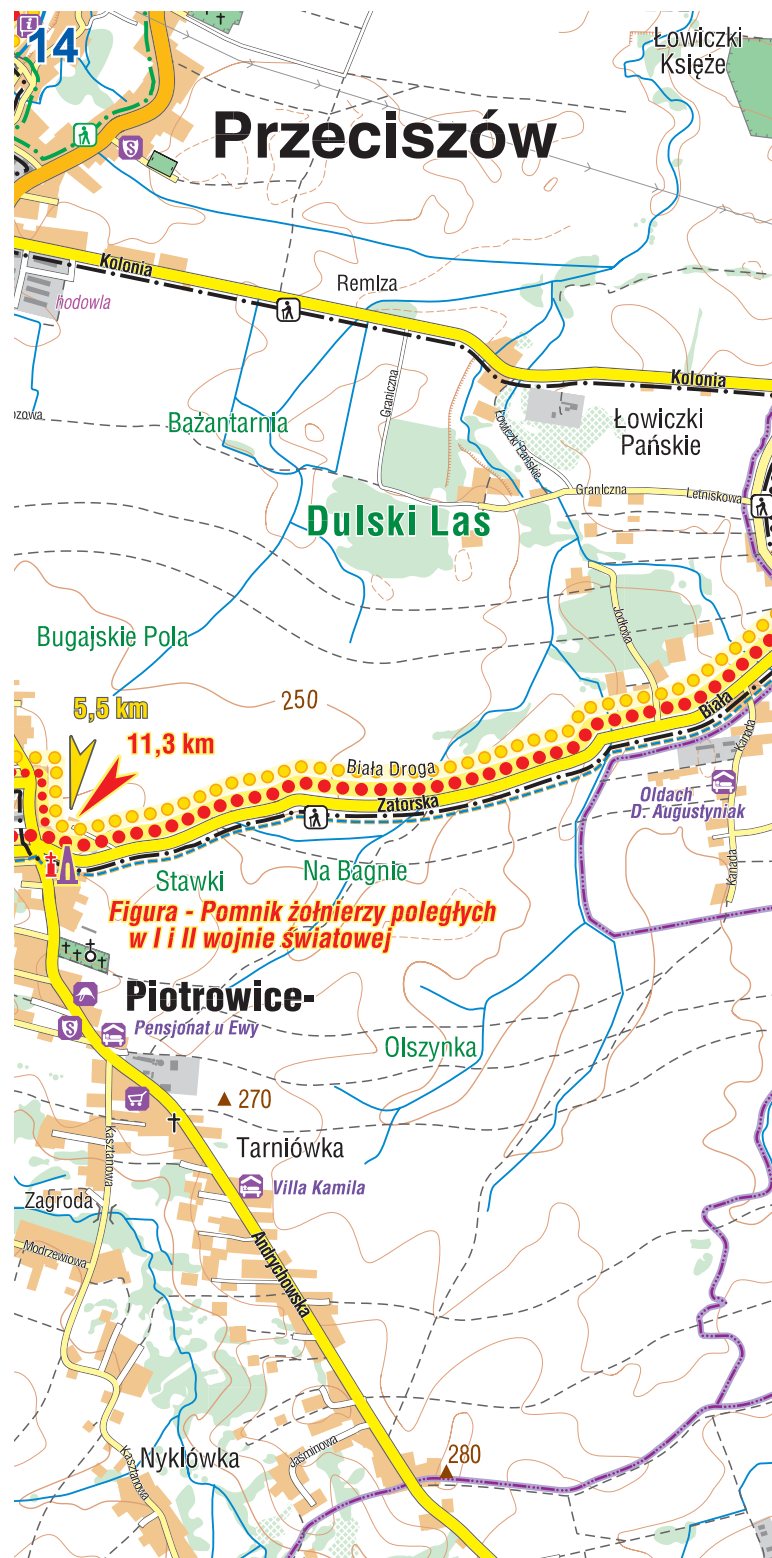 14
Łowiczki
Księże
Przeciszów
Kolonia
hodowla
Remlza
Graniczna
Kolonia
Bażantarnia
Łowiczki Pańskie
Łowiczki
Pańskie
Granlczna
Letniskowa
Dulski Las
Jodłowa
Bugajskie Pola
250
5,5 km
11,3 km
Biała Droga
Biała
Zatorska
Kanada
Oldach
D. Augustyniak
Kanada
Stawki
Na Bagnie
Figura - Pomnik żołnierzy poległych
w I i II wojnie światowej
Piotrowice-
Pensjonat u Ewy
Olszynka
270
Kasztanowa
Tarniówka
Villa Kamila
Zagroda
Modrzewiowa
Andrychowska
280
Nyklówka
Jaśminowa
Kasztanowa